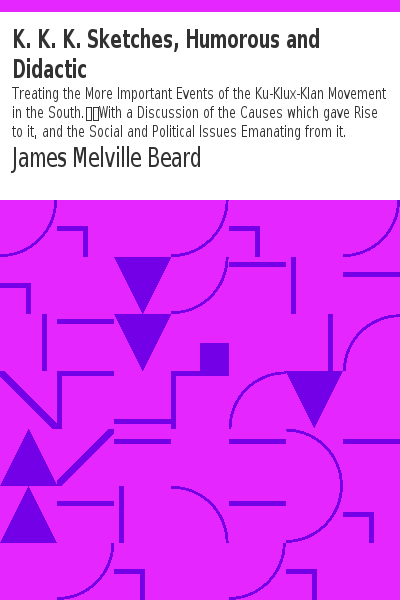 K. K. K. Sketches, Humorous and
Didactic
Treating the More Important Events of the Ku-Klux-Klan Movement
in the South.▯▯With a Discussion of the Causes which gave Rise
to it, and the Social and Political Issues Emanating from it.
James Melville Beard